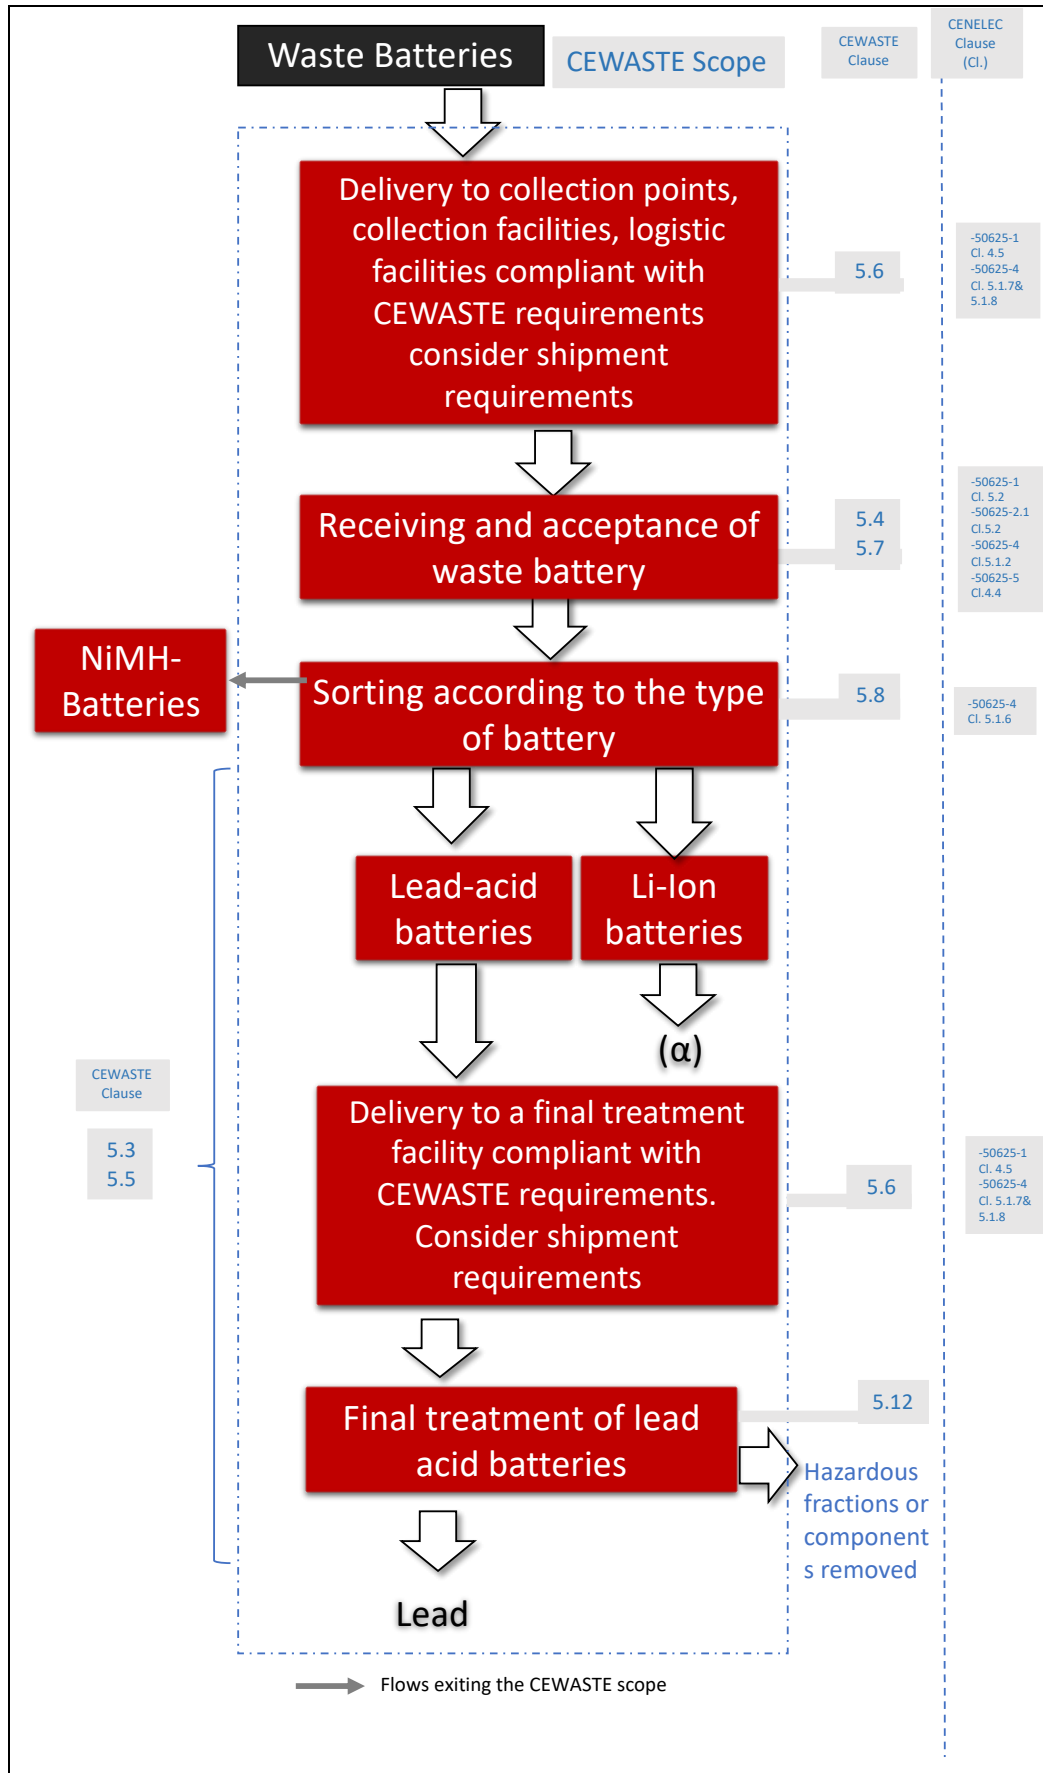 Waste Batteries
CEWASTE Scope
CEWASTE
Clause
CENELEC
Clause
(Cl.)
Delivery to collection points,
collection facilities, logistic
facilities compliant with
CEWASTE requirements
consider shipment
requirements
5.6
-50625-1
Cl. 4.5
-50625-4
Cl. 5.1.7&
5.1.8
Receiving and acceptance of
waste battery
5.4
5.7
-50625-1
Cl. 5.2
-50625-2.1
Cl.5.2
-50625-4
Cl.5.1.2
-50625-5
Cl.4.4
NiMH-
Batteries
Sorting according to the type
of battery
5.8
-50625-4
Cl. 5.1.6
Lead-acid
batteries
Li-Ion
batteries
(α)
CEWASTE
Clause
5.3
5.5
Delivery to a final treatment
facility compliant with
CEWASTE requirements.
Consider shipment
requirements
5.6
-50625-1
Cl. 4.5
-50625-4
Cl. 5.1.7&
5.1.8
Final treatment of lead
acid batteries
5.12
Hazardous
fractions or
component
s removed
Lead
Flows exiting the CEWASTE scope